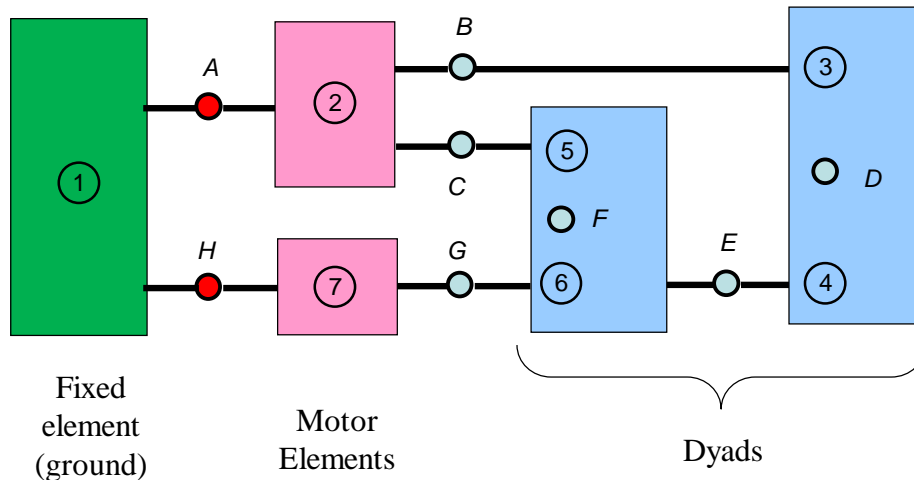 B
A
3
2
5
1
C
D
F
H
G
E
7
6
4
Fixed
element
(ground)
Motor
Elements
Dyads